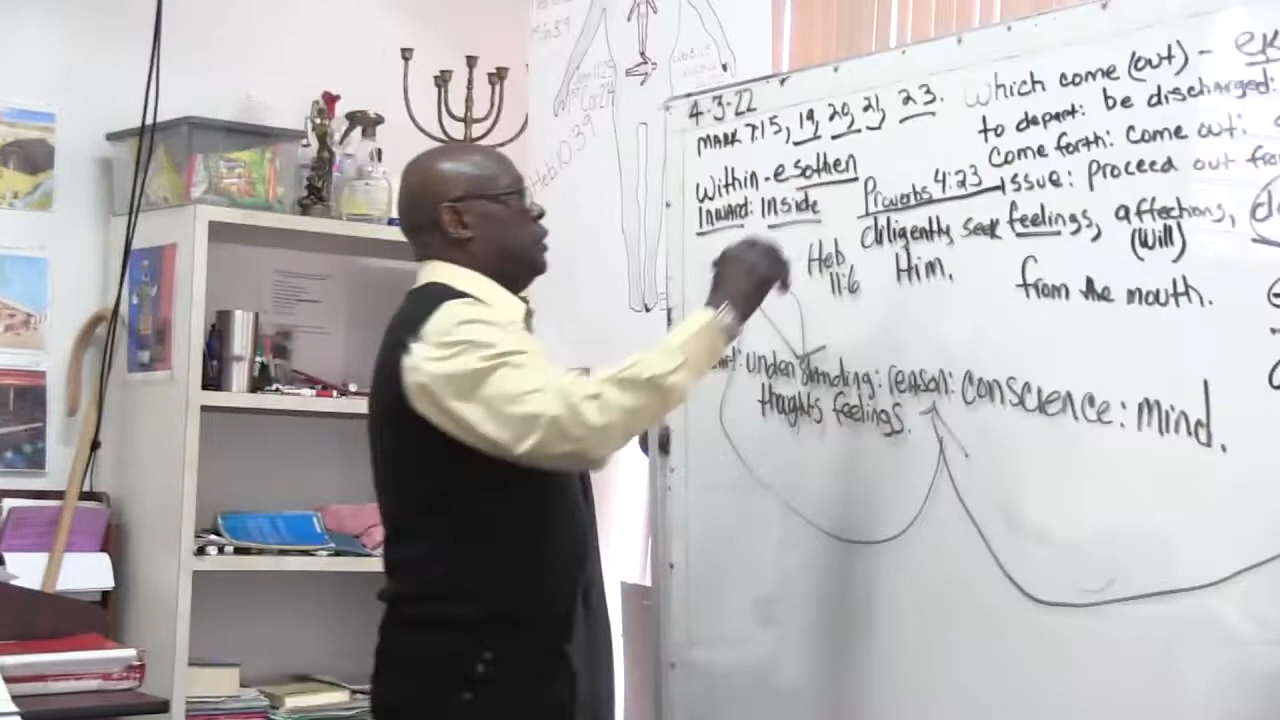 4.3.22
MARK 7:15, 19, 20, 21, 23.
Within - esothen
Inward: Inside
Which come (out) -
to depart: be discharged:
Come forth: come out:
Proverbs 4:23 Issue: proceed out from
diligently seek feelings, affections,
(Will)
Heb
11:6
Him.
from the mouth.
understanding: reason: conscience: mind.
thoughts feelings.
Heb 10 39